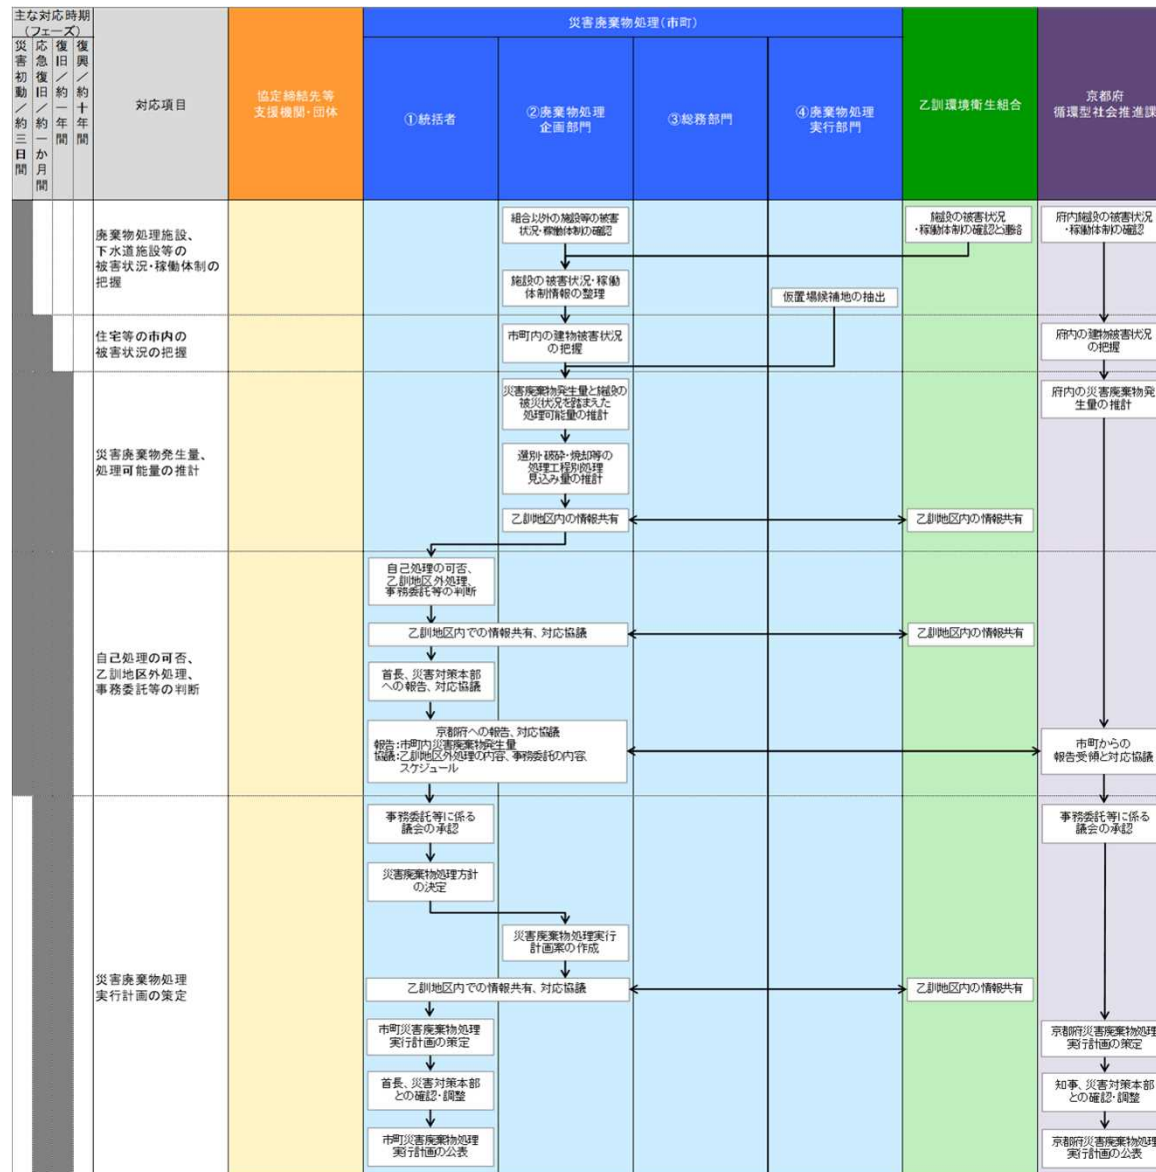 主な対応時期
(フェーズ)
災害初動／約三日間
応急復旧／約一か月間
復旧／約一年間
復興／約十年間
対応項目
協定締結先等
支援機関・団体
災害廃棄物処理(市町)
①統括者
②廃棄物処理
企画部門
③総務部門
④廃棄物処理
実行部門
乙訓環境衛生組合
京都府
循環型社会推進課
廃棄物処理施設、
下水道施設等の
被害状況・稼働体制の
把握
組合以外の施設等の被害
状況・稼働体制の確認
施設の被害状況
・稼働体制の確認と連絡
府内施設の被害状況
・稼働体制の確認
施設の被害状況・稼働
体制情報の整理
仮置場候補地の抽出
住宅等の市内の
被害状況の把握
市町内の建物被害状況
の把握
府内の建物被害状況
の把握
災害廃棄物発生量、
処理可能量の推計
災害廃棄物発生量と施設の
被災状況を踏まえた
処理可能量の推計
府内の災害廃棄物発
生量の推計
選別・破砕・焼却等の
処理工程別処理
見込み量の推計
乙訓地区内の情報共有
乙訓地区内の情報共有
自己処理の可否、
乙訓地区外処理、
事務委託等の判断
自己処理の可否、
乙訓地区外処理、
事務委託等の判断
乙訓地区内での情報共有、対応協議
乙訓地区内の情報共有
首長、災害対策本部
への報告、対応協議
京都府への報告、対応協議
報告:市町内災害廃棄物発生量
協議:乙訓地区外処理の内容、事務委託の内容、
スケジュール
市町からの
報告受領と対応協議
災害廃棄物処理
実行計画の策定
事務委託等に係る
議会の承認
事務委託等に係る
議会の承認
災害廃棄物処理方針
の決定
災害廃棄物処理実行
計画案の作成
乙訓地区内での情報共有、対応協議
乙訓地区内の情報共有
市町災害廃棄物処理
実行計画の策定
京都府災害廃棄物処理
実行計画の策定
首長、災害対策本部
との確認・調整
知事、災害対策本部
との確認・調整
市町災害廃棄物処理
実行計画の公表
京都府災害廃棄物処理
実行計画の公表